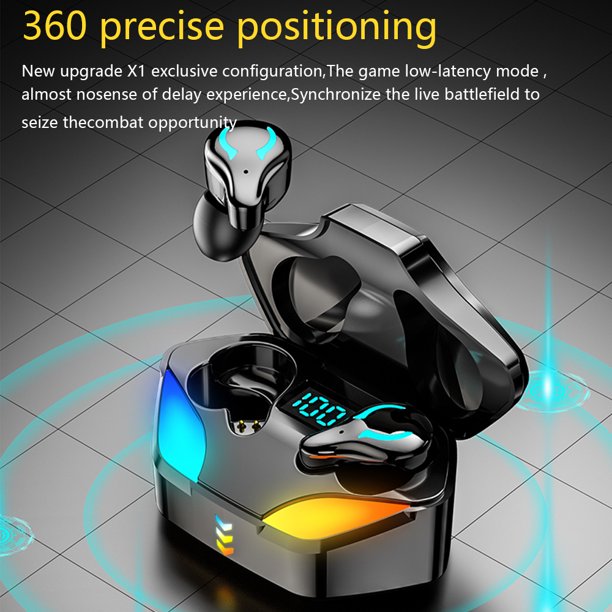 360 precise positioning
New upgrade X1 exclusive configuration,The game low-latency mode ,
almost nosense of delay experience,Synchronize the live battlefield to
seize thecombat opportunity
100